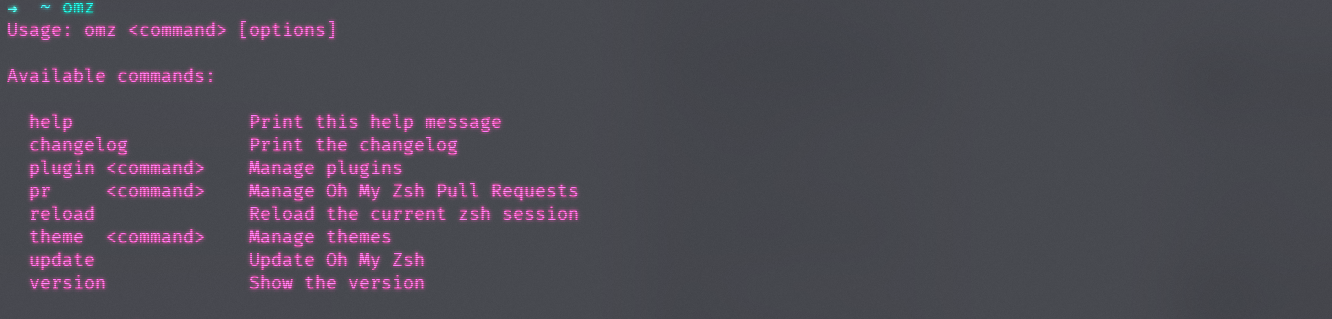 → ~ omz
Usage: omz <command> [options]
Available commands:
help Print this help message
changelog Print the changelog
plugin <command> Manage plugins
pr <command> Manage Oh My Zsh Pull Requests
reload Reload the current zsh session
theme <command> Manage themes
update Update Oh My Zsh
version Show the version